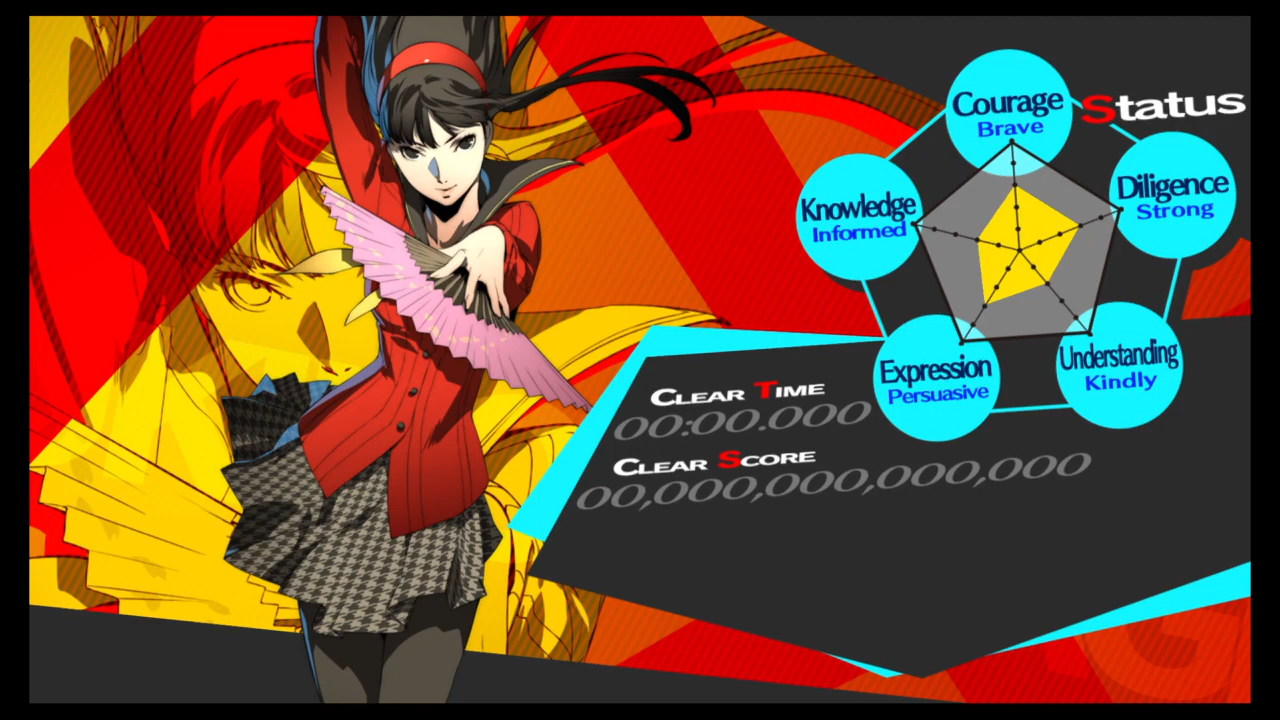 Status
Courage
Brave
Knowledge
Informed
Diligence
Strong
Expression
Persuasive
Understanding
Kindly
CLEAR TIME
00:00.000
CLEAR SCORE
00,000,000,000,000